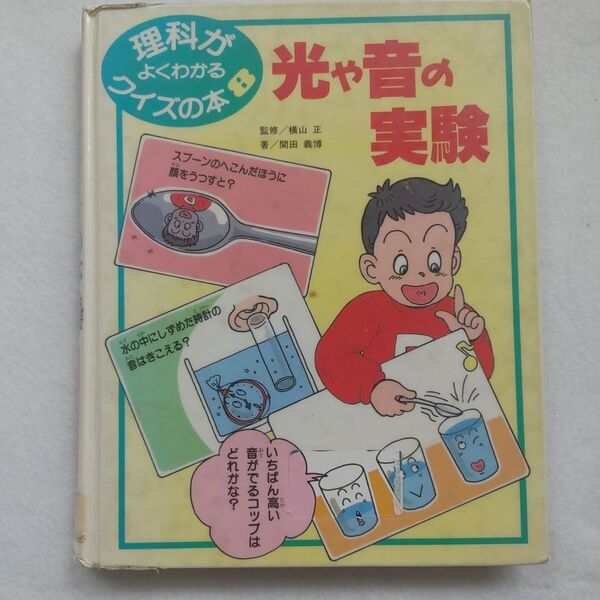 理科が
よくわかる
クイズの本
8
光や音の
実験
監修／横山 正
著／関田 義博
スプーンのへこんだほうに
顔をうつすと？
水の中にしずめた時計の
音はきこえる？
いちばん高い
音がでるコップは
どれかな？